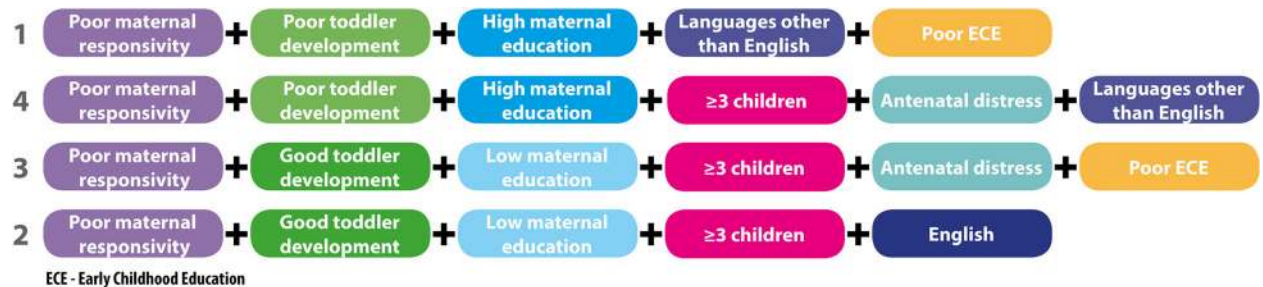 1 Poor maternal responsivity + Poor toddler development + High maternal education + Languages other than English + Poor ECE
4 Poor maternal responsivity + Poor toddler development + High maternal education + ≥3 children + Antenatal distress + Languages other than English
3 Poor maternal responsivity + Good toddler development + Low maternal education + ≥3 children + Antenatal distress + Poor ECE
2 Poor maternal responsivity + Good toddler development + Low maternal education + ≥3 children + English
ECE - Early Childhood Education